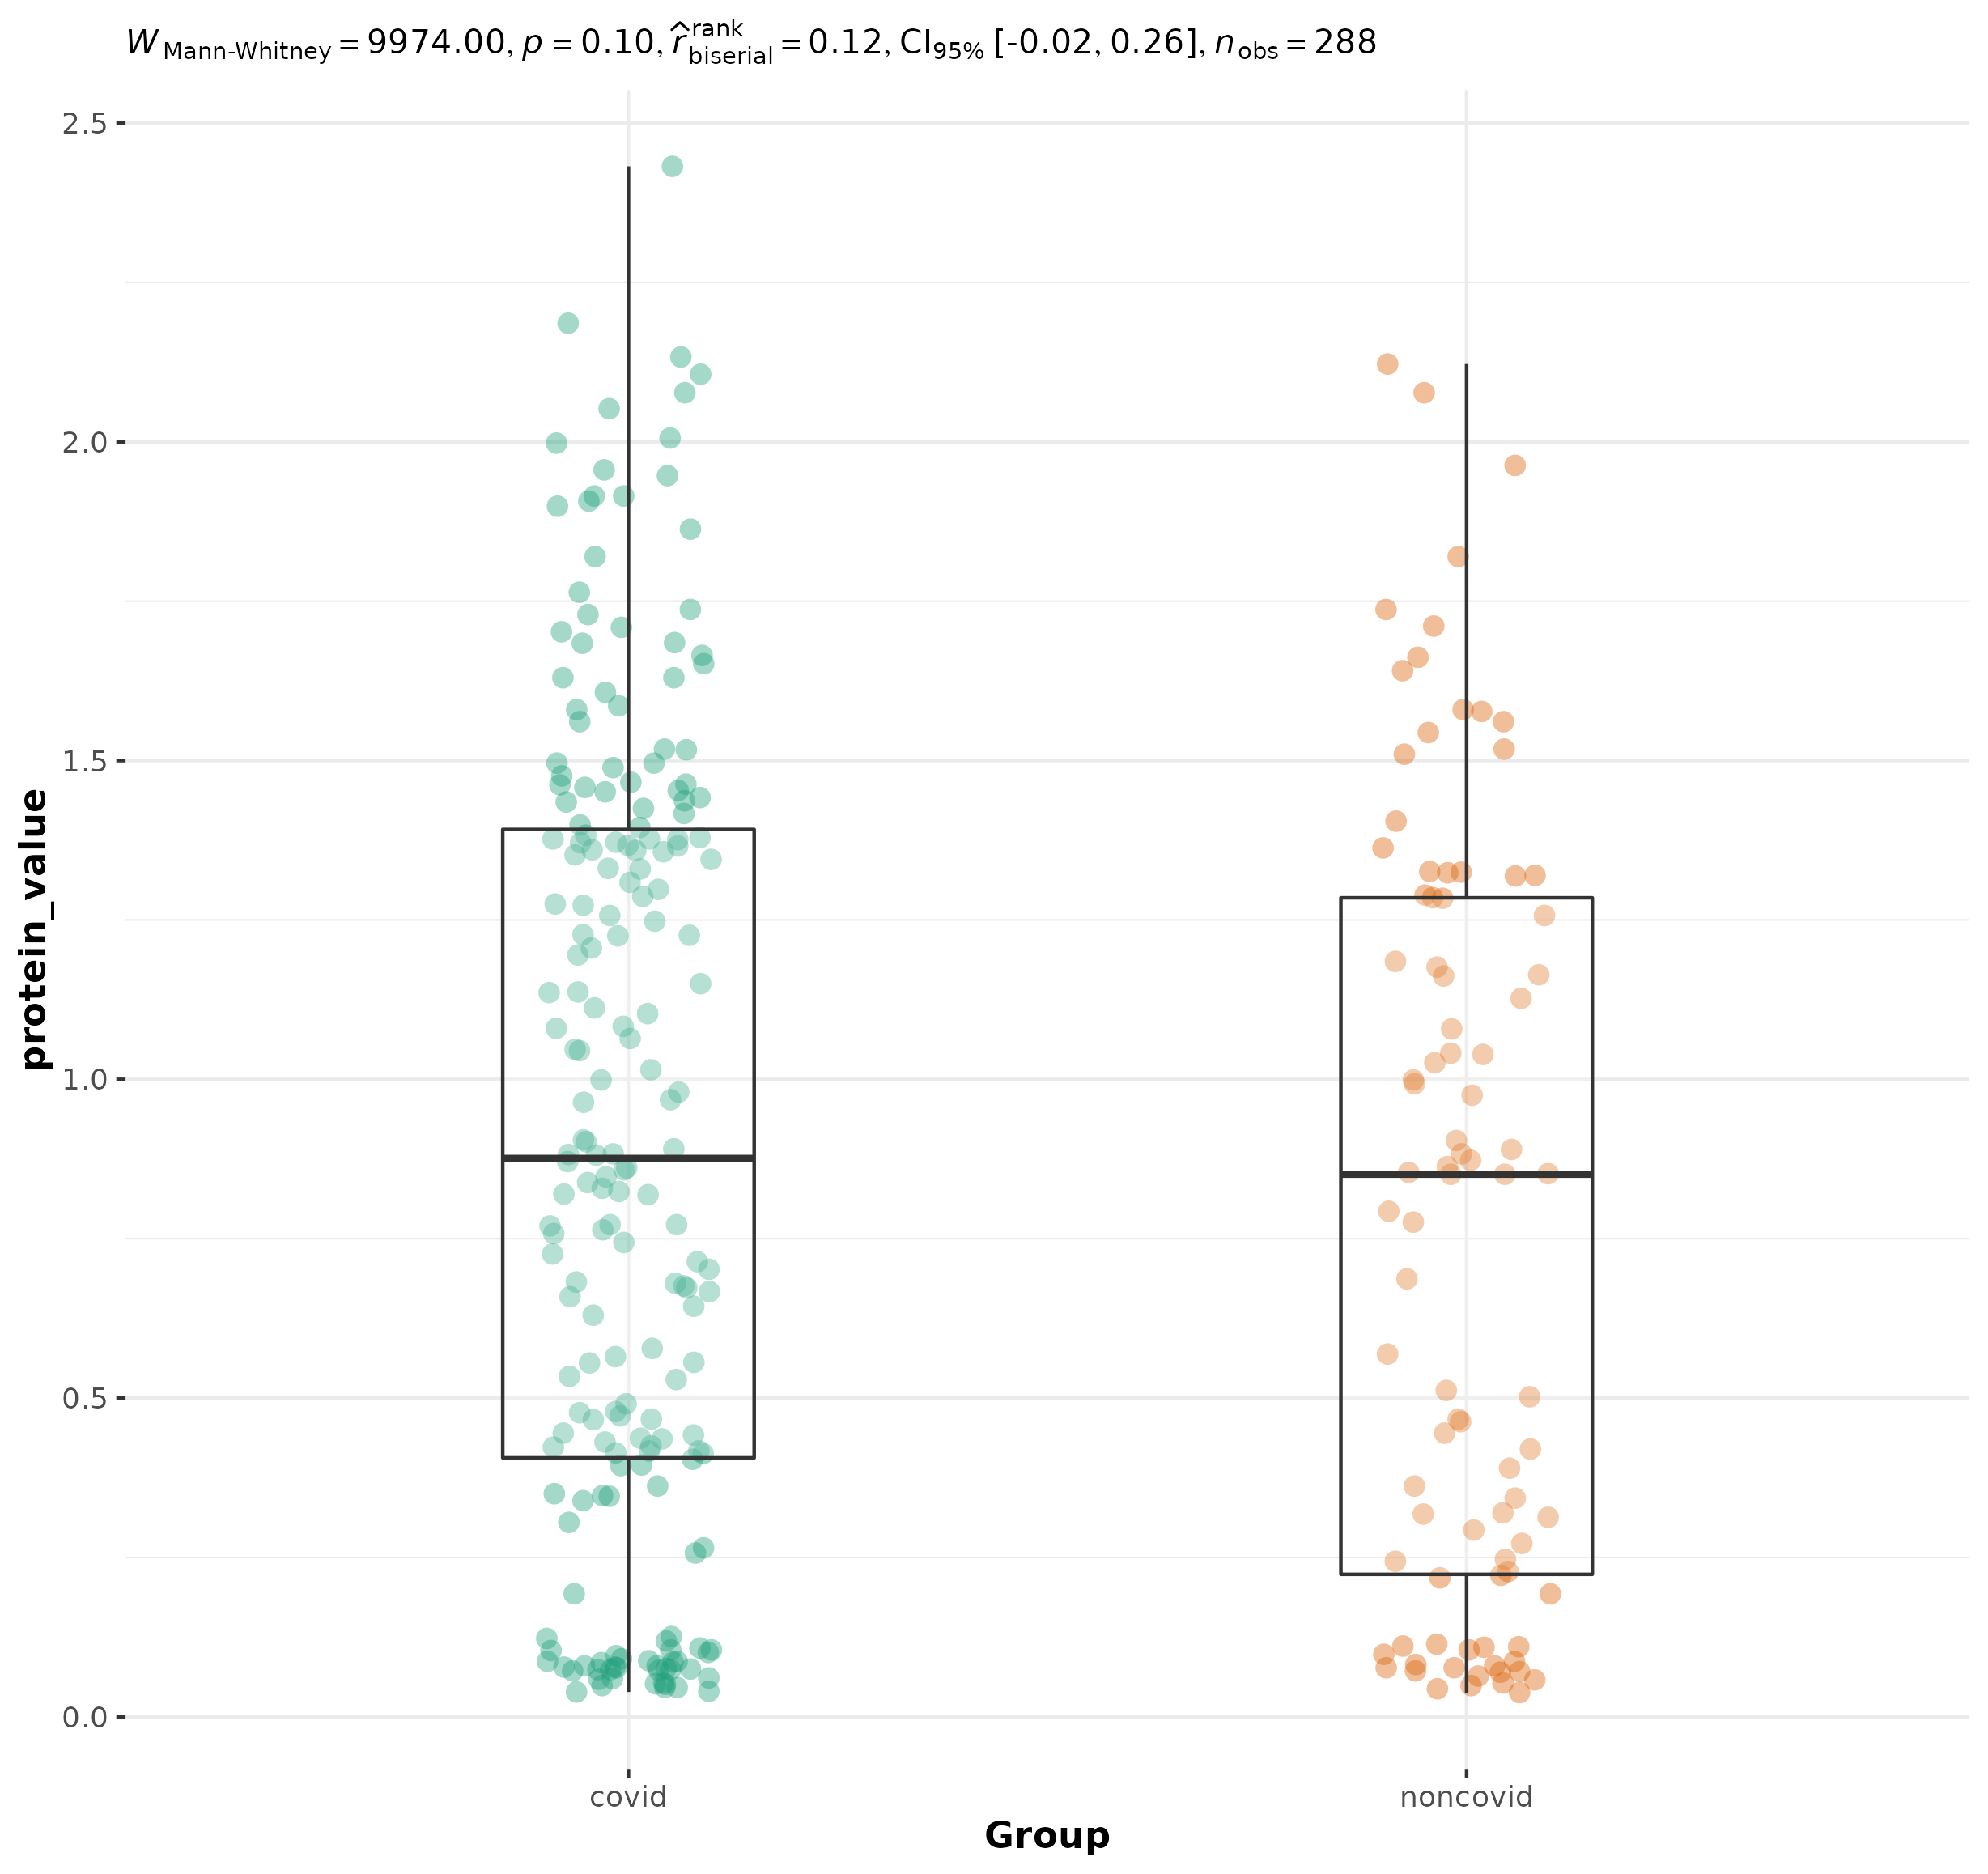 W Mann-Whitney = 9974.00, p = 0.10, r̂ rank biserial = 0.12, CI95% [-0.02, 0.26], n obs = 288
2.5
2.0
1.5
1.0
0.5
0.0
protein_value
covid noncovid
Group